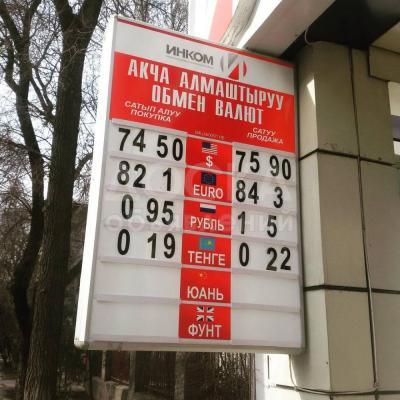 ИНКОМ
АКЧА АЛМАШТЫРУУ
ОБМЕН ВАЛЮТ
САТЫП АЛУУ САТУУ
ПОКУПКА ПРОДАЖА
74 50 $ 75 90
82 1 EURO 84 3
0 95 РУБЛЬ 1 5
0 19 ТЕНГЕ 0 22
ЮАНЬ
ФУНТ